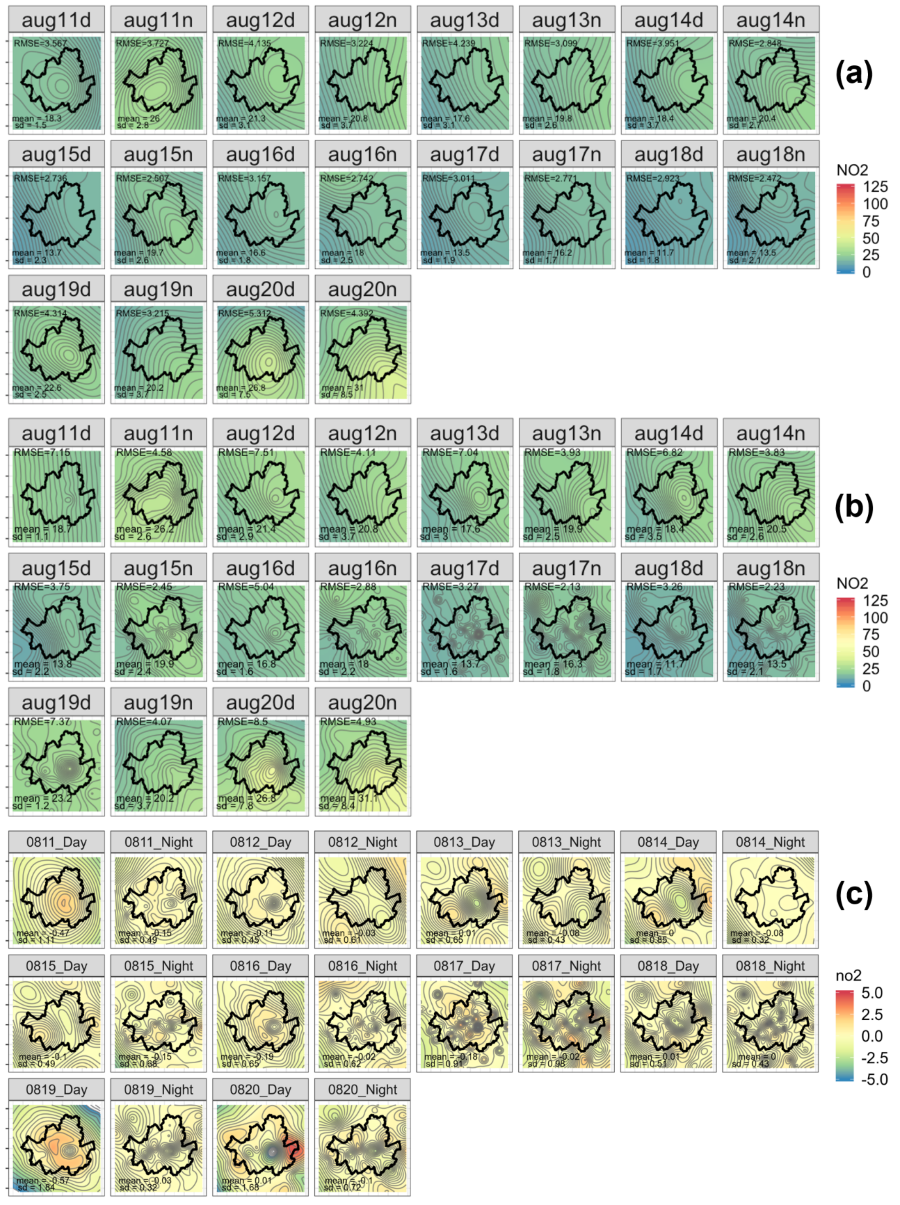 aug11d aug11n aug12d aug12n aug13d aug13n aug14d aug14n
RMSE=3.567 RMSE=3.727 RMSE=4.135 RMSE=3.224 RMSE=4.239 RMSE=3.099 RMSE=3.951 RMSE=2.848
(a)
mean = 18.3 mean = 26 mean = 21.3 mean = 20.8 mean = 17.6 mean = 19.8 mean = 18.4 mean = 20.4
sd = 1.5 sd = 2.8 sd = 3.1 sd = 3.7 sd = 3.1 sd = 2.6 sd = 3.7 sd = 2.7
aug15d aug15n aug16d aug16n aug17d aug17n aug18d aug18n
RMSE=2.736 RMSE=2.507 RMSE=3.157 RMSE=2.742 RMSE=3.011 RMSE=2.771 RMSE=2.923 RMSE=2.472
mean = 13.7 mean = 19.7 mean = 16.6 mean = 18 mean = 13.5 mean = 16.2 mean = 11.7 mean = 13.5
sd = 2.3 sd = 2.6 sd = 1.8 sd = 2.5 sd = 1.9 sd = 1.7 sd = 1.8 sd = 2.1
NO2
125
100
75
50
25
0
aug19d aug19n aug20d aug20n
RMSE=4.314 RMSE=3.215 RMSE=5.312 RMSE=4.392
mean = 22.6 mean = 20.2 mean = 26.8 mean = 31
sd = 2.5 sd = 3.7 sd = 7.5 sd = 8.5
aug11d aug11n aug12d aug12n aug13d aug13n aug14d aug14n
RMSE=7.15 RMSE=4.58 RMSE=7.51 RMSE=4.11 RMSE=7.04 RMSE=3.93 RMSE=6.82 RMSE=3.83
(b)
mean = 18.7 mean = 26.2 mean = 21.4 mean = 20.8 mean = 17.6 mean = 19.9 mean = 18.4 mean = 20.5
sd = 1.1 sd = 2.6 sd = 2.9 sd = 3.7 sd = 3 sd = 2.5 sd = 3.5 sd = 2.6
aug15d aug15n aug16d aug16n aug17d aug17n aug18d aug18n
RMSE=3.75 RMSE=2.45 RMSE=5.04 RMSE=2.88 RMSE=3.27 RMSE=2.13 RMSE=3.26 RMSE=2.23
mean = 13.8 mean = 19.9 mean = 16.8 mean = 18 mean = 13.7 mean = 16.3 mean = 11.7 mean = 13.5
sd = 2.2 sd = 2.4 sd = 1.6 sd = 2.2 sd = 1.6 sd = 1.8 sd = 1.7 sd = 2.1
NO2
125
100
75
50
25
0
aug19d aug19n aug20d aug20n
RMSE=7.37 RMSE=4.07 RMSE=8.5 RMSE=4.93
mean = 23.2 mean = 20.2 mean = 26.8 mean = 31.1
sd = 1.2 sd = 3.7 sd = 7.8 sd = 8.4
0811_Day 0811_Night 0812_Day 0812_Night 0813_Day 0813_Night 0814_Day 0814_Night
(c)
mean = -0.47 mean = -0.15 mean = -0.11 mean = -0.03 mean = 0.01 mean = -0.08 mean = 0 mean = -0.08
sd = 1.11 sd = 0.49 sd = 0.45 sd = 0.61 sd = 0.65 sd = 0.43 sd = 0.85 sd = 0.32
0815_Day 0815_Night 0816_Day 0816_Night 0817_Day 0817_Night 0818_Day 0818_Night
mean = -0.1 mean = -0.15 mean = -0.19 mean = -0.02 mean = -0.18 mean = -0.02 mean = 0.01 mean = 0
sd = 0.49 sd = 0.88 sd = 0.65 sd = 0.62 sd = 0.91 sd = 0.98 sd = 0.51 sd = 0.43
no2
5.0
2.5
0.0
-2.5
-5.0
0819_Day 0819_Night 0820_Day 0820_Night
mean = -0.57 mean = -0.03 mean = 0.01 mean = -0.1
sd = 1.84 sd = 0.32 sd = 1.68 sd = 0.72